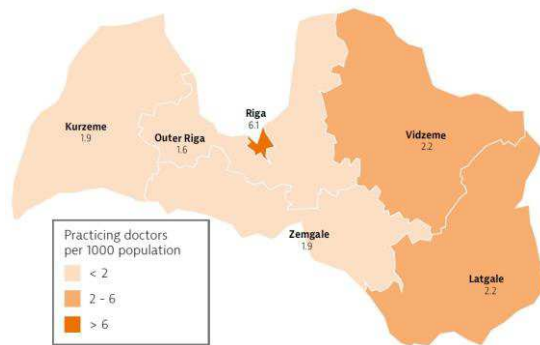 Riga
6.1
Kurzeme
1.9
Outer Riga
1.6
Vidzeme
2.2
Zemgale
1.9
Latgale
2.2
Practicing doctors
per 1000 population
< 2
2 - 6
> 6